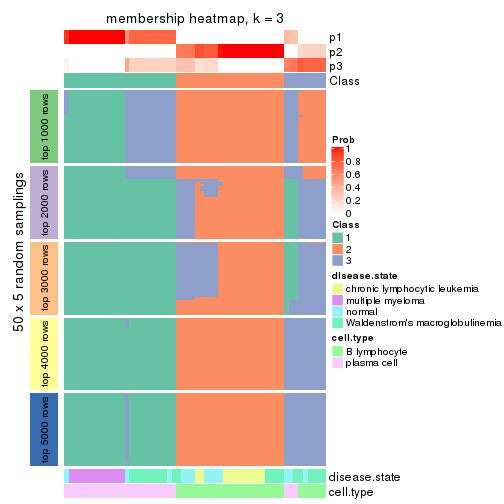 membership heatmap, k = 3
p1
p2
p3
Class
50 x 5 random samplings
top 1000 rows
top 2000 rows
top 3000 rows
top 4000 rows
top 5000 rows
Prob
1
0.8
0.6
0.4
0.2
0
Class
1
2
3
disease.state
chronic lymphocytic leukemia
multiple myeloma
normal
Waldenstrom's macroglobulinemia
cell.type
B lymphocyte
plasma cell
disease.state
cell.type